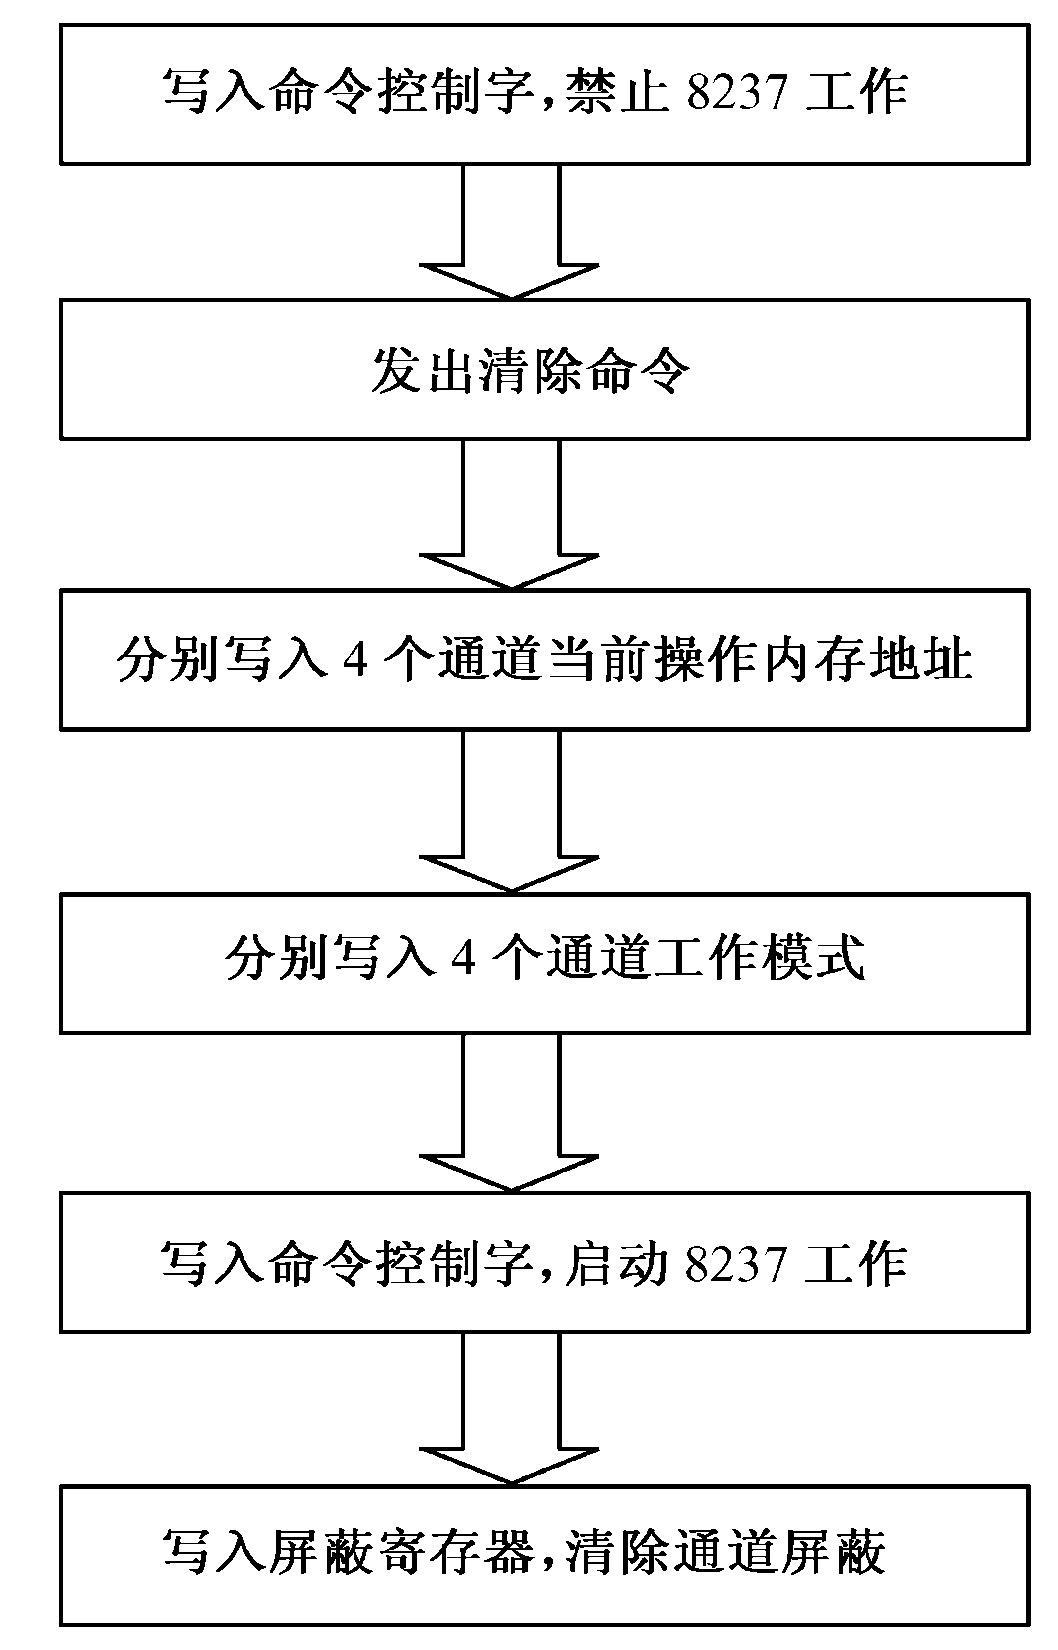 写入命令控制字，禁止 8237 工作
发出清除命令
分别写入 4 个通道当前操作内存地址
分别写入 4 个通道工作模式
写入命令控制字，启动 8237 工作
写入屏蔽寄存器，清除通道屏蔽